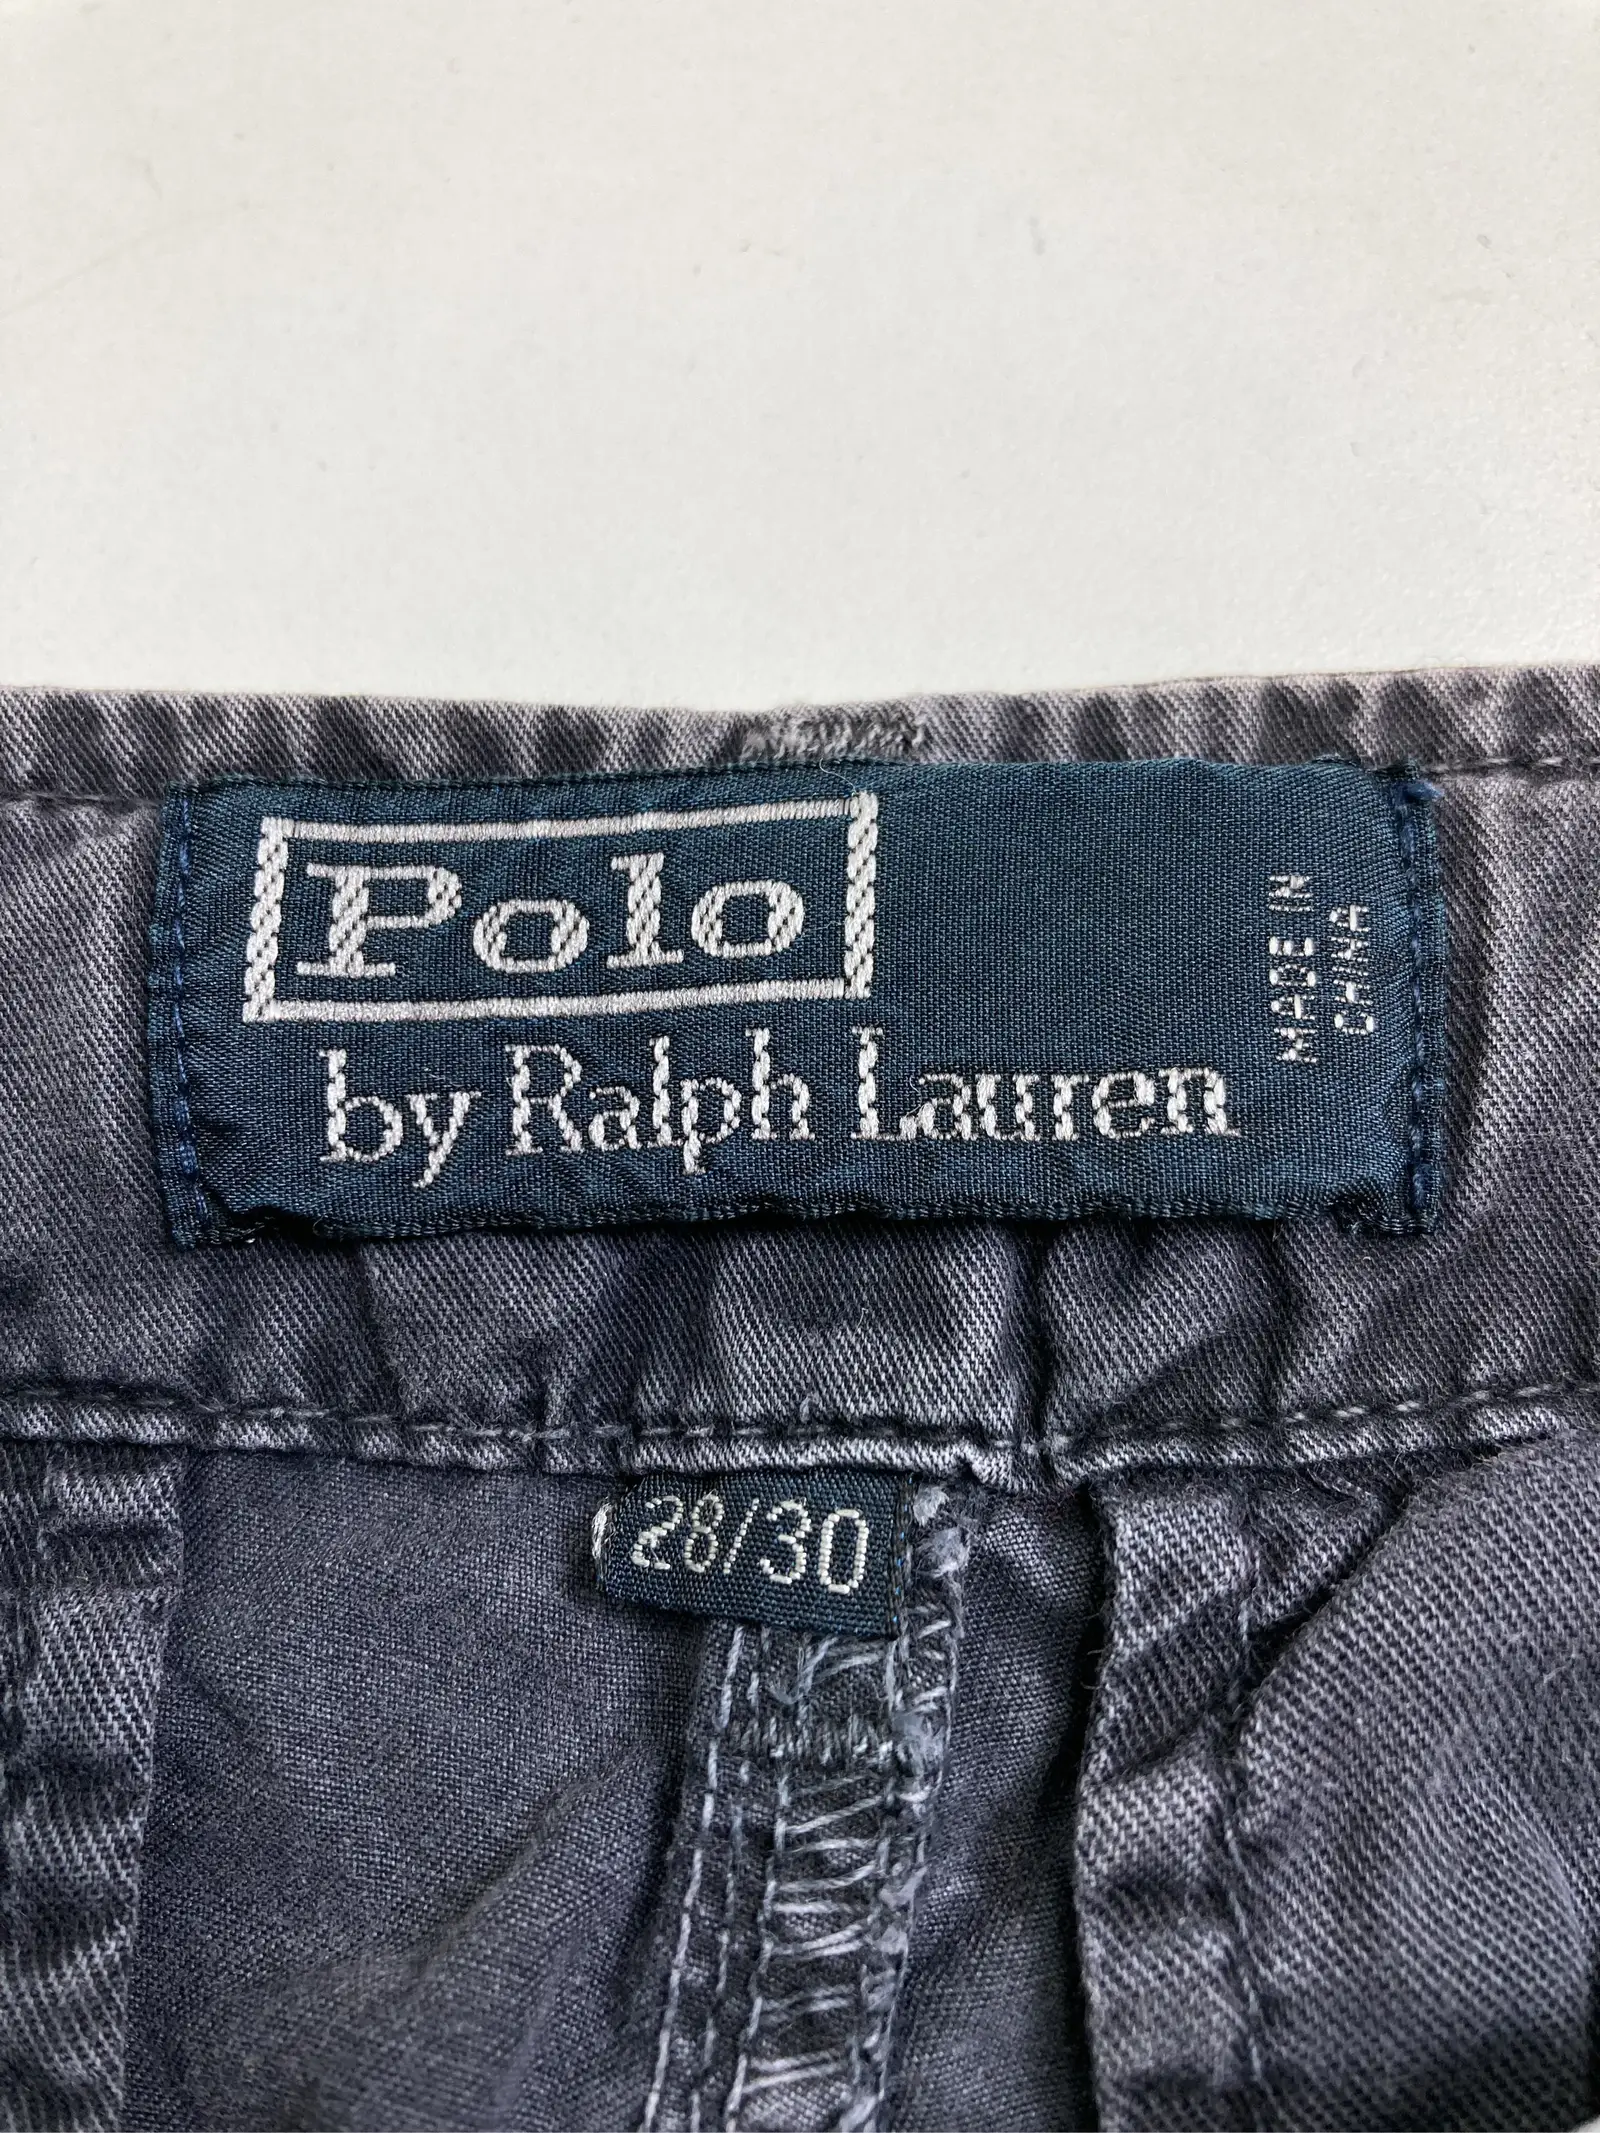 Polo
by Ralph Lauren
MADE IN
CHINA
28/30